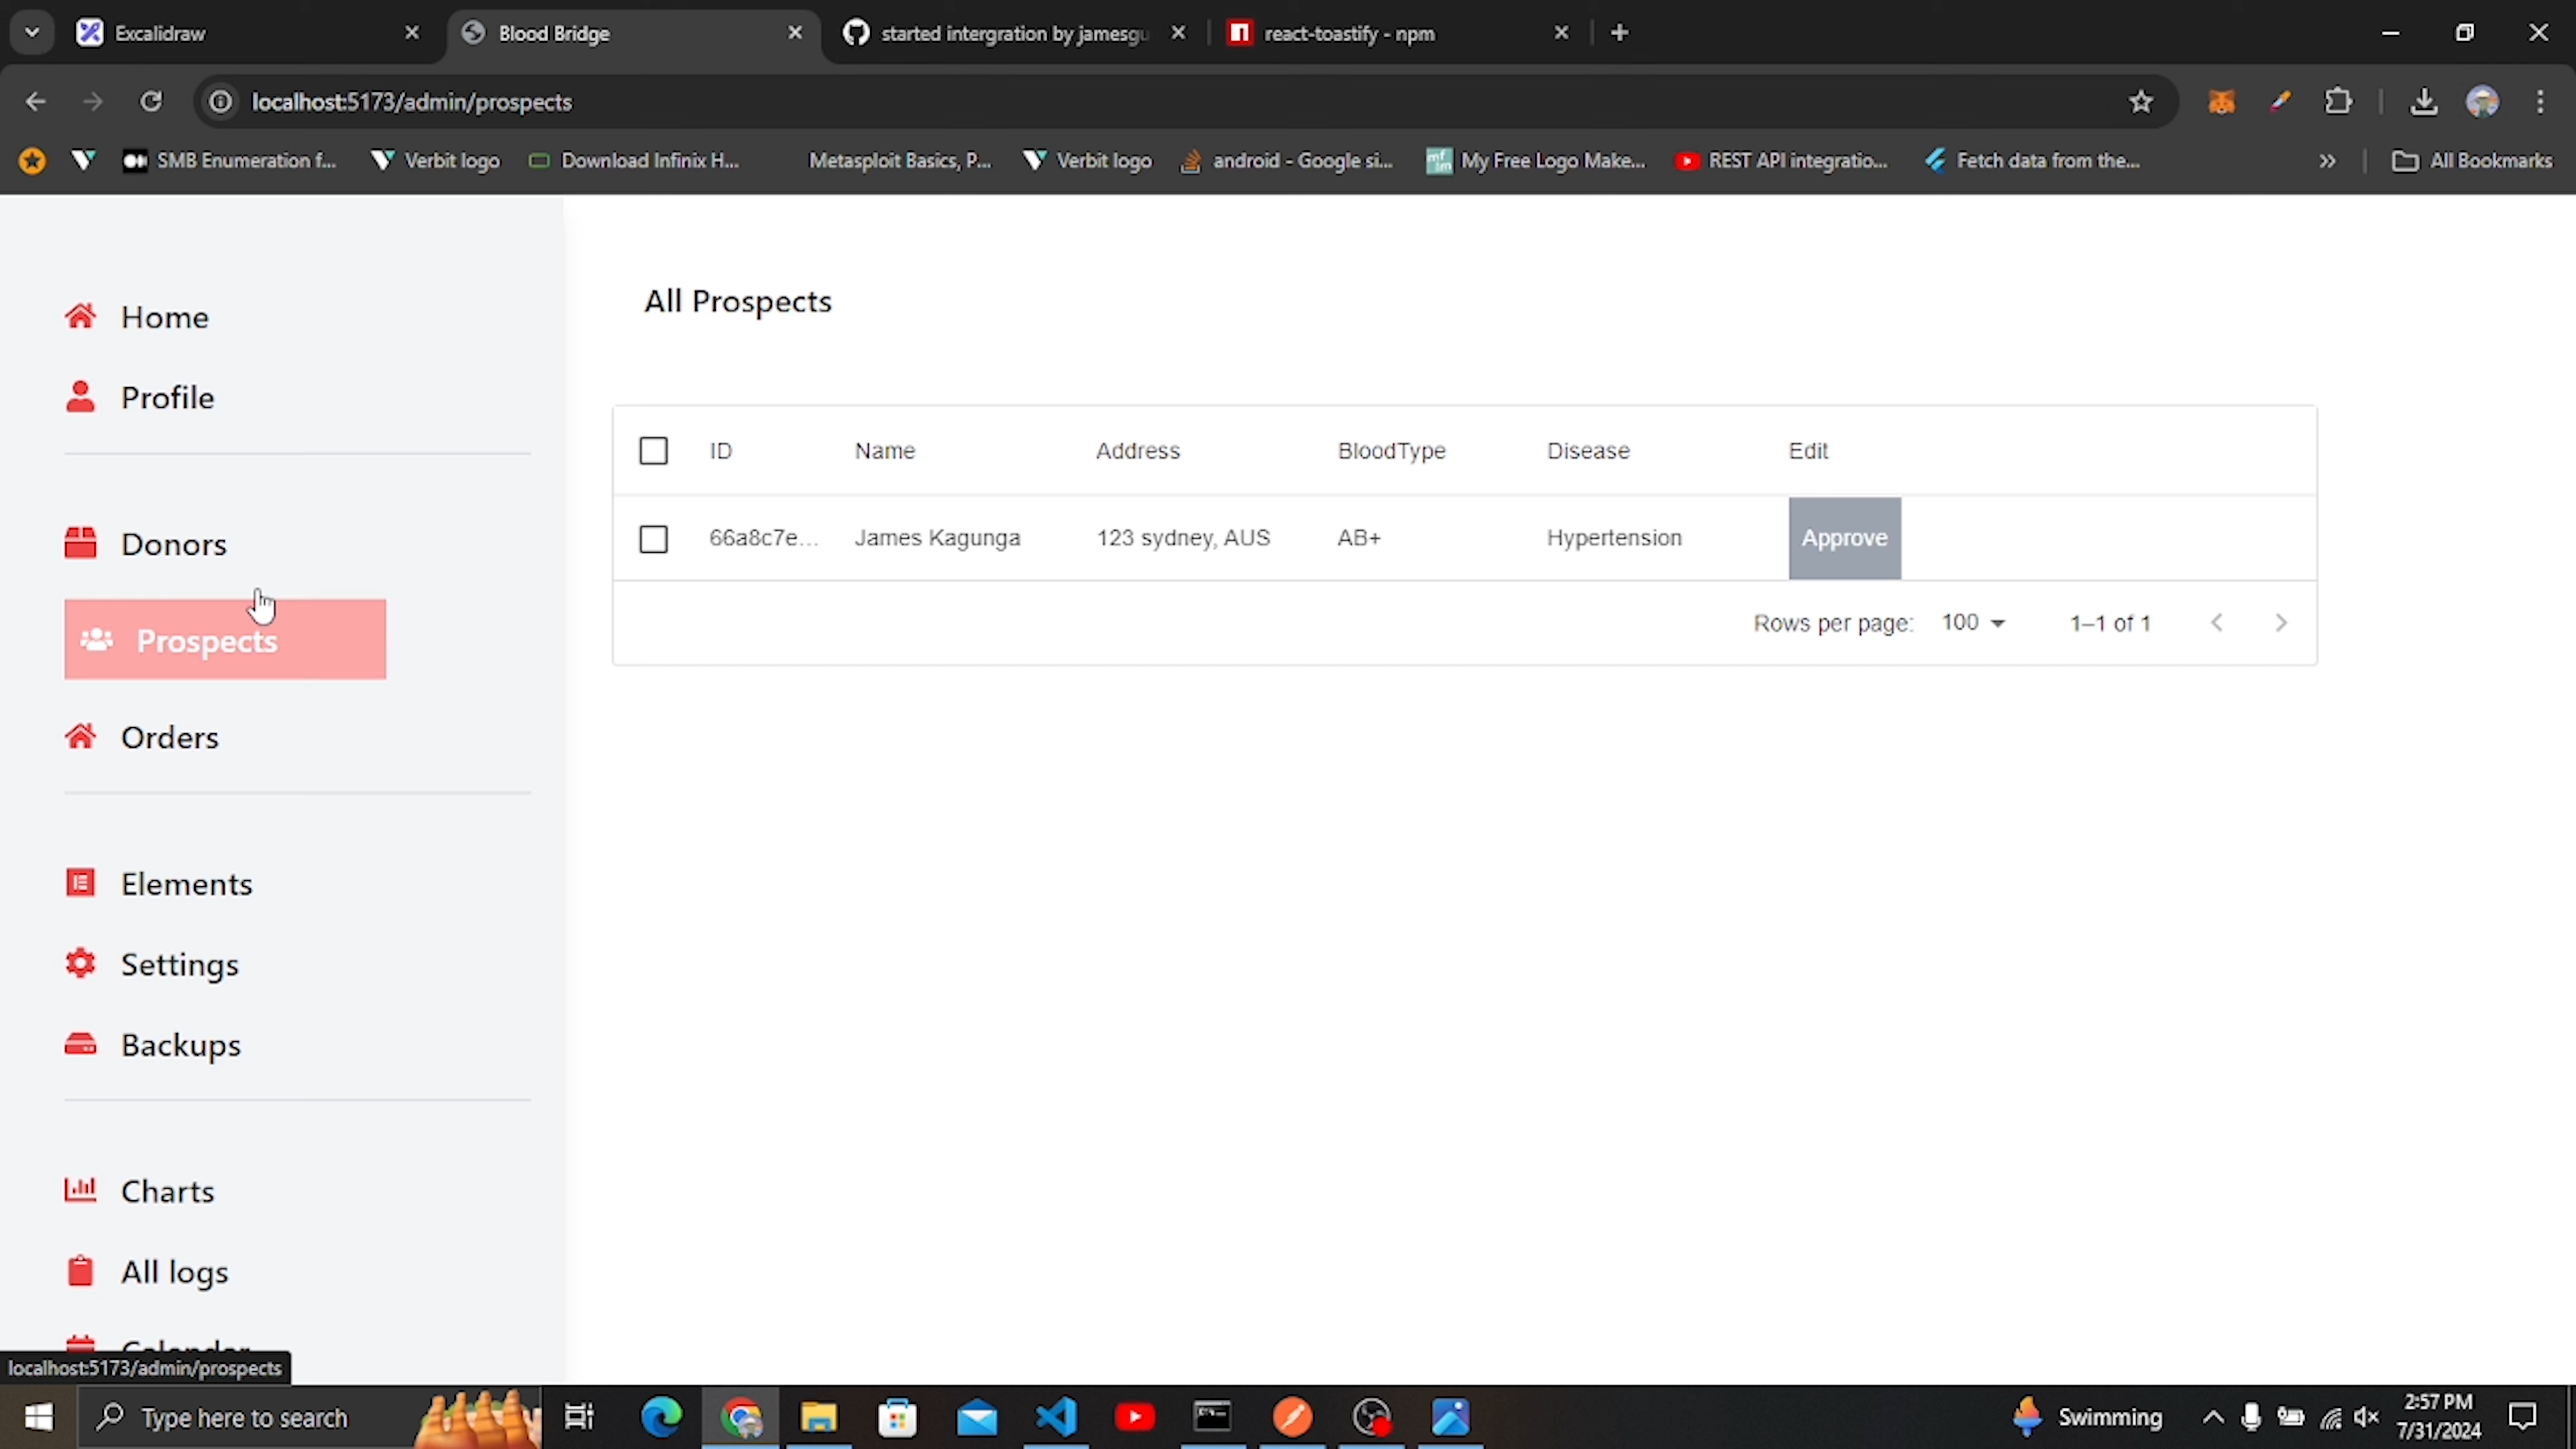 Excalidraw
Blood Bridge
started intergration by jamesgu
react-toastify - npm
localhost:5173/admin/prospects
SMB Enumeration f...
Verbit logo
Download Infinix H...
Metasploit Basics, P...
Verbit logo
android - Google si...
My Free Logo Make...
REST API integratio...
Fetch data from the...
All Bookmarks
Home
Profile
Donors
Prospects
Orders
Elements
Settings
Backups
Charts
All logs
Calendar
All Prospects
ID Name Address BloodType Disease Edit
66a8c7e... James Kagunga 123 sydney, AUS AB+ Hypertension Approve
Rows per page: 100 1–1 of 1
localhost:5173/admin/prospects
Type here to search
Swimming
2:57 PM
7/31/2024